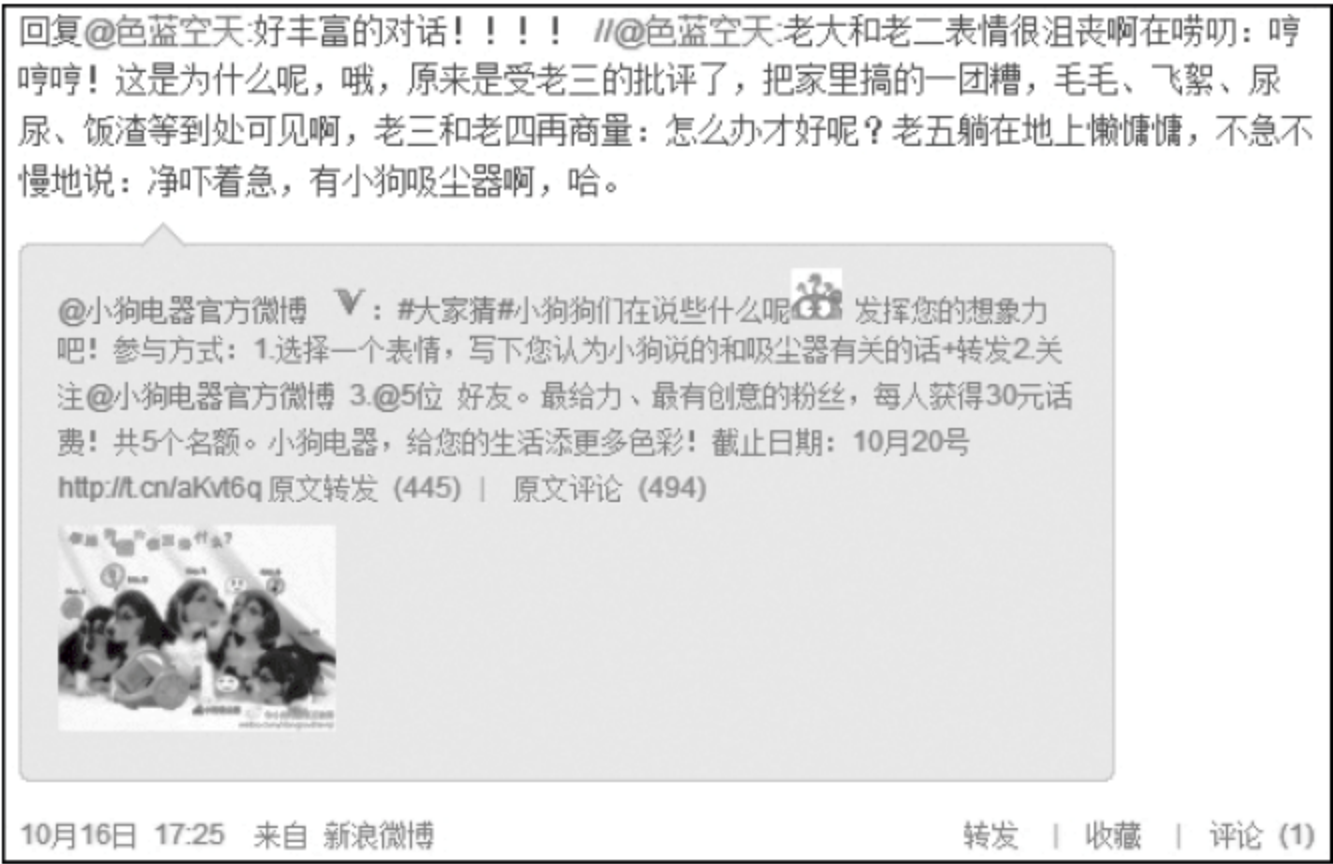 回复@色蓝空天:好丰富的对话！！！！ //@色蓝空天:老大和老二表情很沮丧啊在唠叨：哼
哼哼！这是为什么呢，哦，原来是受老三的批评了，把家里搞的一团糟，毛毛、飞絮、尿
尿、饭渣等到处可见啊，老三和老四再商量：怎么办才好呢？老五躺在地上懒慵慵，不急不
慢地说：净吓着急，有小狗吸尘器啊，哈。
@小狗电器官方微博 V：#大家猜#小狗狗们在说些什么呢 发挥您的想象力
吧！参与方式：1.选择一个表情，写下您认为小狗说的和吸尘器有关的话+转发2.关
注@小狗电器官方微博 3.@5位 好友。最给力、最有创意的粉丝，每人获得30元话
费！共5个名额。小狗电器，给您的生活添更多色彩！截止日期：10月20号
http://t.cn/aKvt6q 原文转发 (445) | 原文评论 (494)
10月16日 17:25 来自 新浪微博 转发 | 收藏 | 评论 (1)